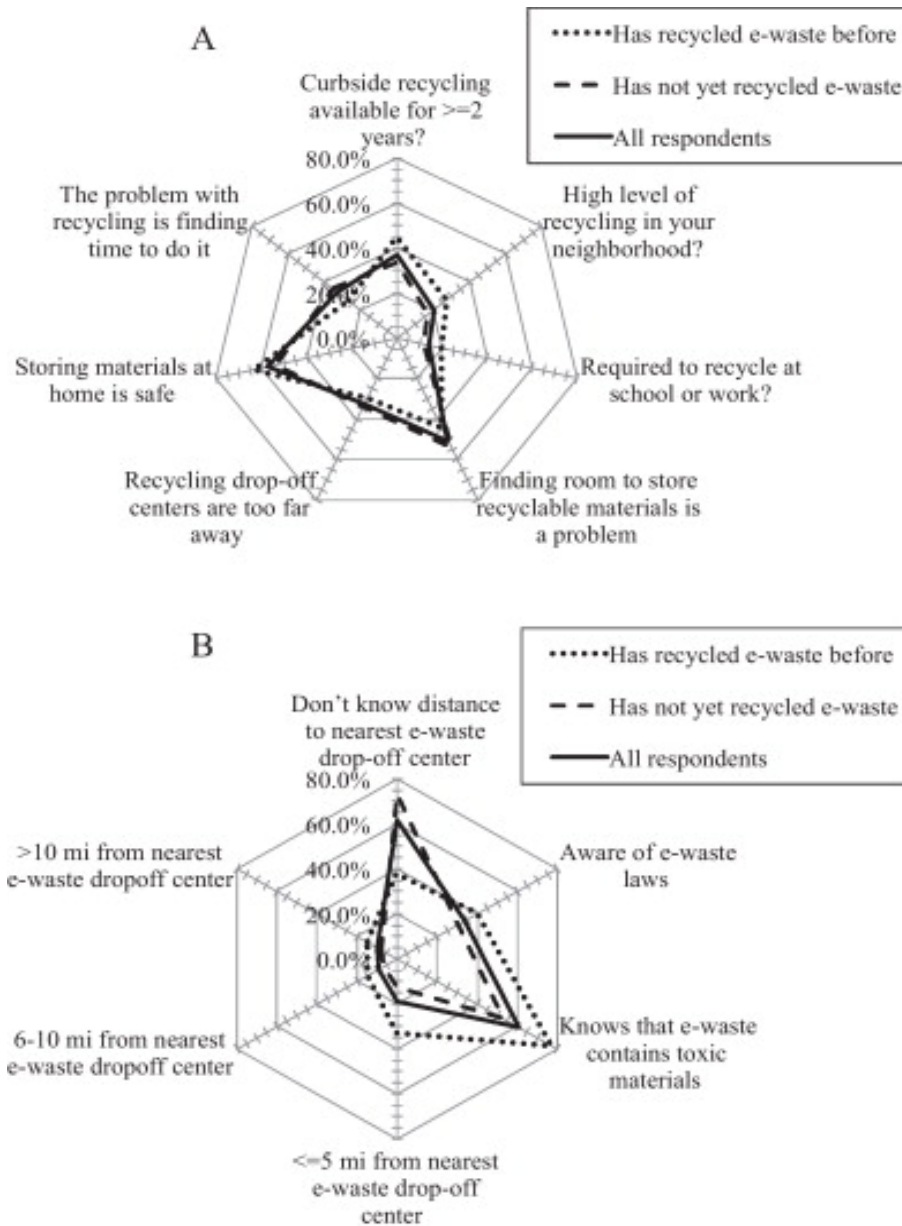 A
Has recycled e-waste before
Has not yet recycled e-waste
All respondents
Curbside recycling
available for >=2
years?
80.0%
60.0%
40.0%
20.0%
0.0%
High level of
recycling in your
neighborhood?
Required to recycle at
school or work?
Finding room to store
recyclable materials is
a problem
Recycling drop-off
centers are too far
away
Storing materials at
home is safe
The problem with
recycling is finding
time to do it
B
Has recycled e-waste before
Has not yet recycled e-waste
All respondents
Don't know distance
to nearest e-waste
drop-off center
80.0%
60.0%
40.0%
20.0%
0.0%
Aware of e-waste
laws
Knows that e-waste
contains toxic
materials
<=5 mi from nearest
e-waste drop-off
center
6-10 mi from nearest
e-waste dropoff center
>10 mi from nearest
e-waste dropoff center